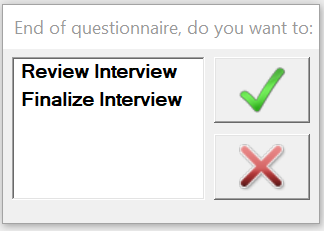 End of questionnaire, do you want to:
Review Interview
Finalize Interview